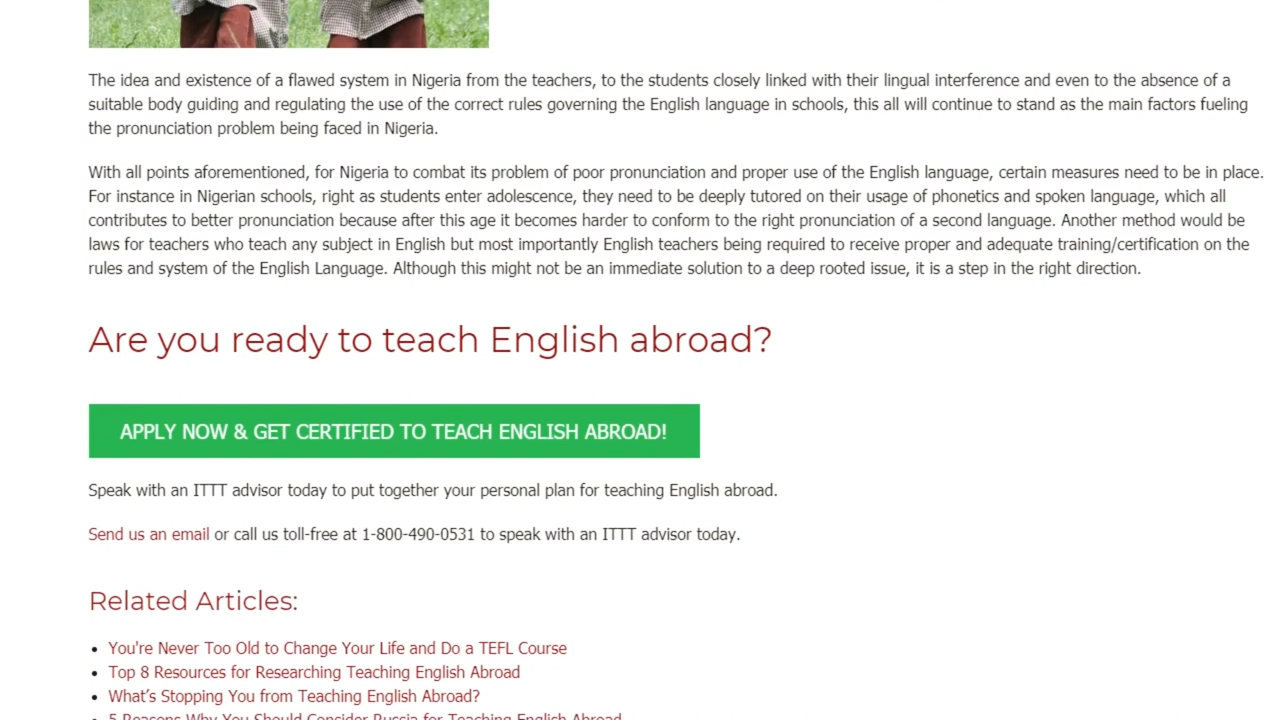 The idea and existence of a flawed system in Nigeria from the teachers, to the students closely linked with their lingual interference and even to the absence of a
suitable body guiding and regulating the use of the correct rules governing the English language in schools, this all will continue to stand as the main factors fueling
the pronunciation problem being faced in Nigeria.
With all points aforementioned, for Nigeria to combat its problem of poor pronunciation and proper use of the English language, certain measures need to be in place.
For instance in Nigerian schools, right as students enter adolescence, they need to be deeply tutored on their usage of phonetics and spoken language, which all
contributes to better pronunciation because after this age it becomes harder to conform to the right pronunciation of a second language. Another method would be
laws for teachers who teach any subject in English but most importantly English teachers being required to receive proper and adequate training/certification on the
rules and system of the English Language. Although this might not be an immediate solution to a deep rooted issue, it is a step in the right direction.
Are you ready to teach English abroad?
APPLY NOW & GET CERTIFIED TO TEACH ENGLISH ABROAD!
Speak with an ITTT advisor today to put together your personal plan for teaching English abroad.
Send us an email or call us toll-free at 1-800-490-0531 to speak with an ITTT advisor today.
Related Articles:
• You're Never Too Old to Change Your Life and Do a TEFL Course
• Top 8 Resources for Researching Teaching English Abroad
• What's Stopping You from Teaching English Abroad?
• 5 Reasons Why You Should Consider Russia for Teaching English Abroad